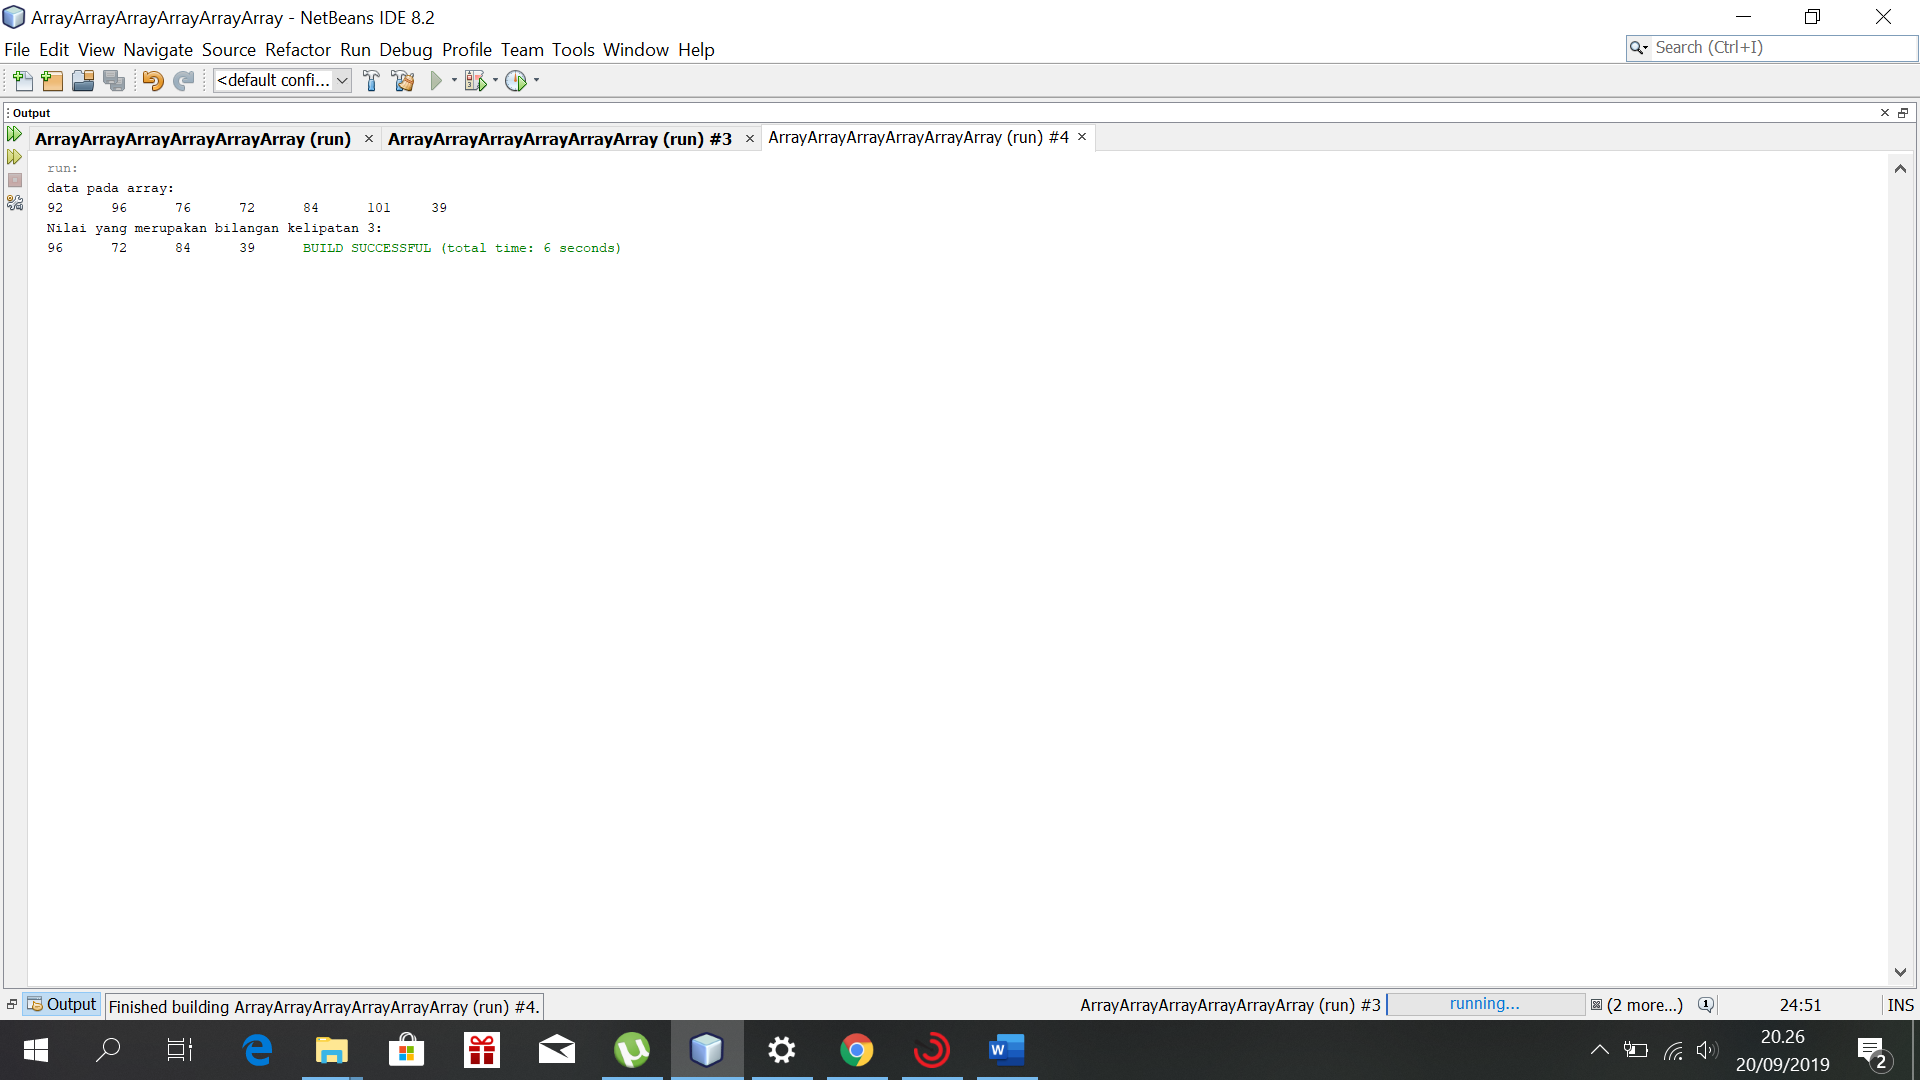 ArrayArrayArrayArrayArrayArray - NetBeans IDE 8.2
File Edit View Navigate Source Refactor Run Debug Profile Team Tools Window Help
Search (Ctrl+I)
<default confi...
Output
ArrayArrayArrayArrayArrayArray (run) ArrayArrayArrayArrayArrayArray (run) #3 ArrayArrayArrayArrayArrayArray (run) #4
run:
data pada array:
92 96 76 72 84 101 39
Nilai yang merupakan bilangan kelipatan 3:
96 72 84 39 BUILD SUCCESSFUL (total time: 6 seconds)
Output Finished building ArrayArrayArrayArrayArrayArray (run) #4. ArrayArrayArrayArrayArrayArray (run) #3 running... (2 more...) 24:51 INS
20.26
20/09/2019
2